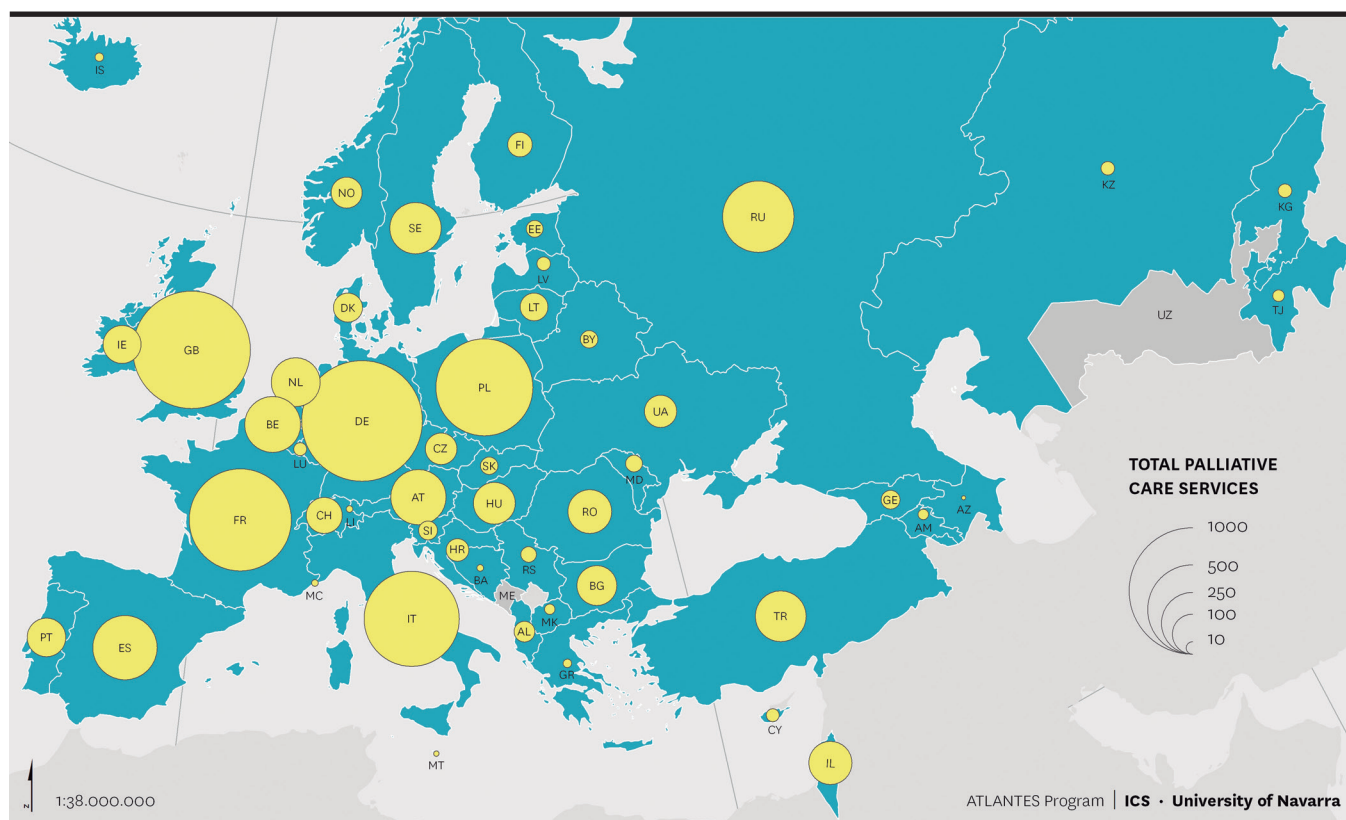 IS
FI
KZ
NO
KG
RU
SE
EE
LV
TJ
DK
LT
UZ
BY
IE
GB
NL
PL
UA
DE
BE
CZ
LU
TOTAL PALLIATIVE
CARE SERVICES
SK
MD
AT
HU
GE
AZ
FR
CH
LI
RO
AM
1000
SI
HR
RS
500
BA
BG
MC
ME
250
IT
MK
TR
100
PT
AL
10
ES
GR
CY
MT
IL
N
1:38.000.000
ATLANTES Program | ICS · University of Navarra